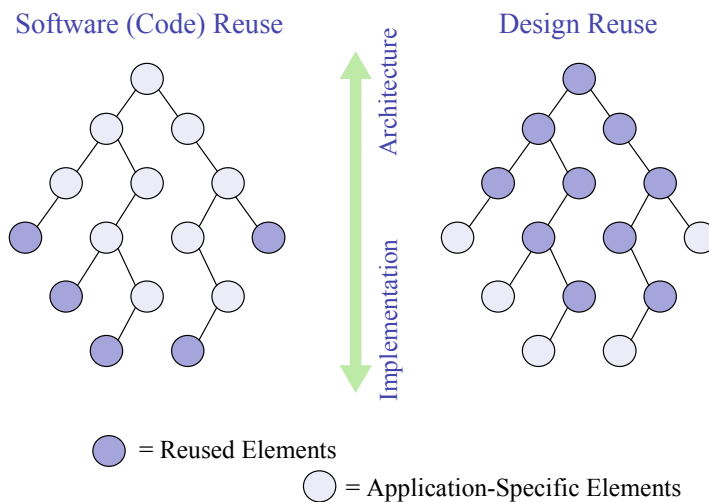 Software (Code) Reuse
Design Reuse
Architecture
Implementation
= Reused Elements
= Application-Specific Elements